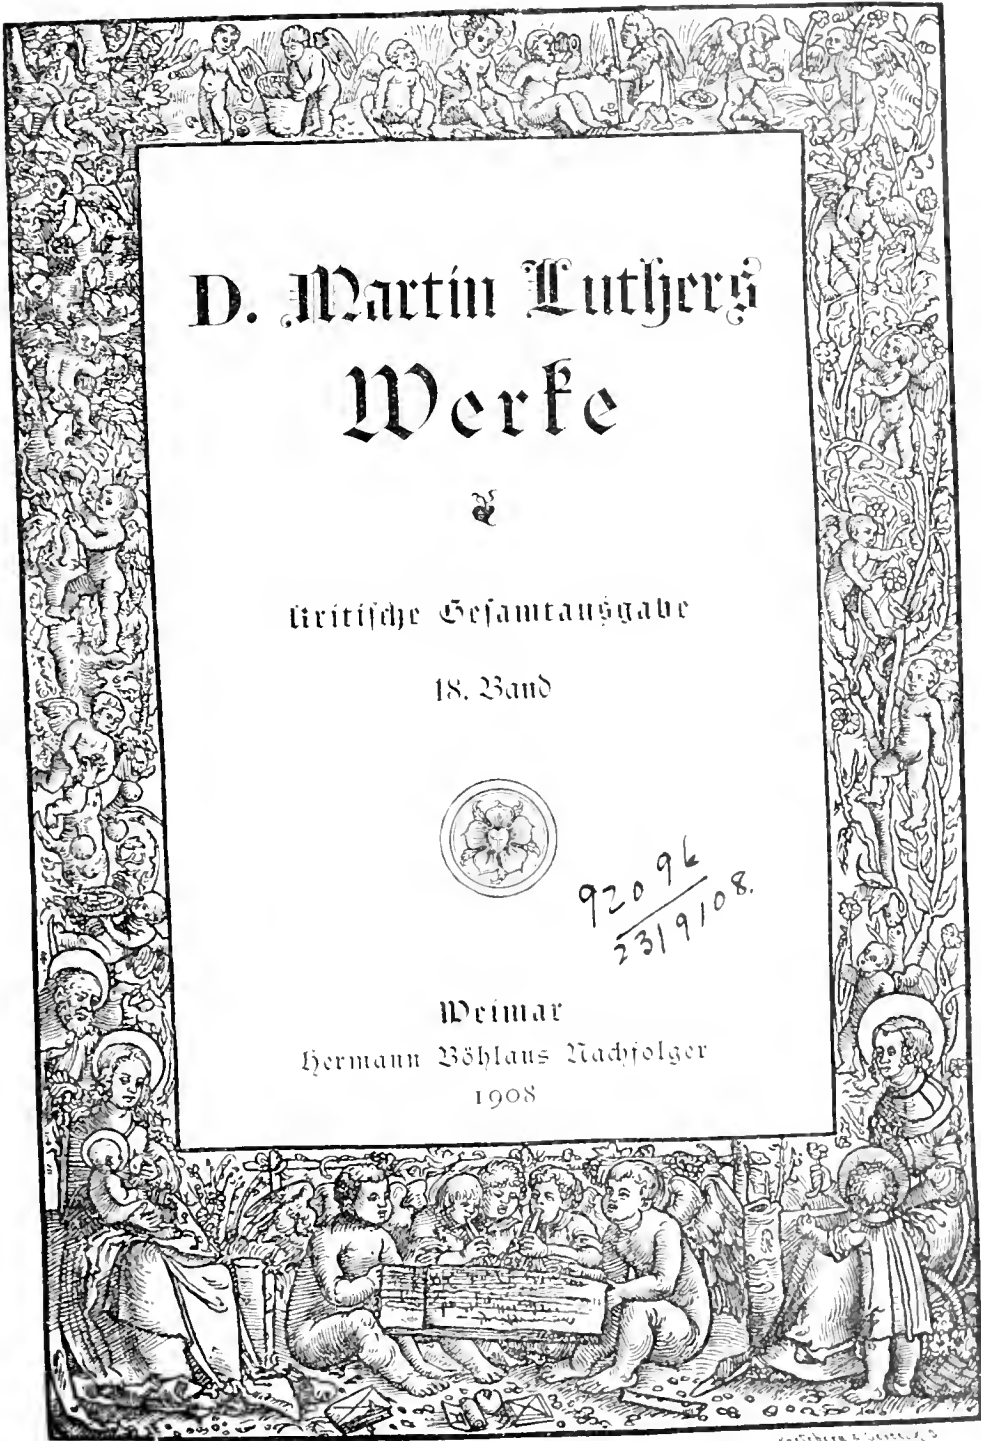 D. Martin Luthers
Werke
Kritische Gesamtausgabe
18. Band
92096
23/9/08.
Weimar
Hermann Böhlaus Nachfolger
1908